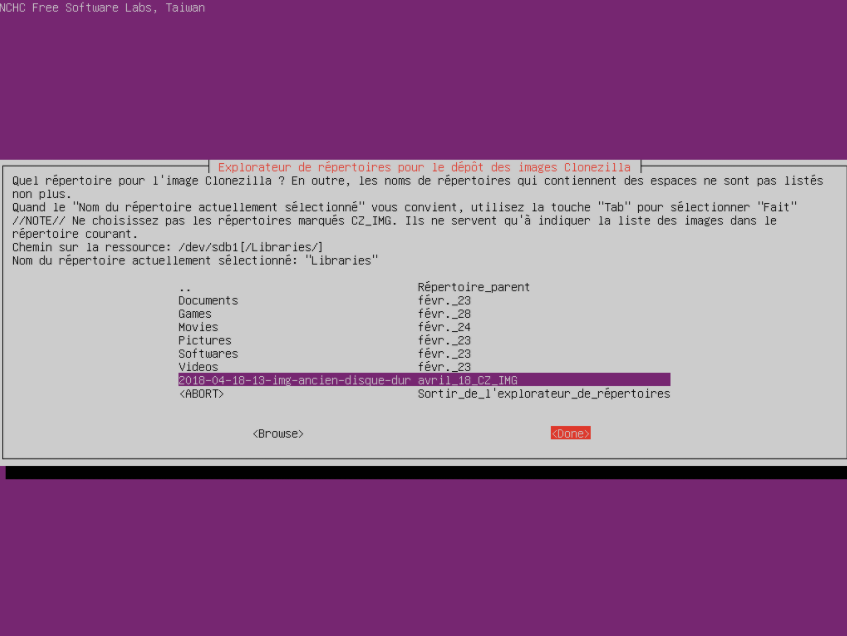 NCHC Free Software Labs, Taiwan
Explorateur de répertoires pour le dépôt des images Clonezilla
Quel répertoire pour l'image Clonezilla ? En outre, les noms de répertoires qui contiennent des espaces ne sont pas listés
non plus.
Quand le "Nom du répertoire actuellement sélectionné" vous convient, utilisez la touche "Tab" pour sélectionner "Fait"
//NOTE// Ne choisissez pas les répertoires marqués CZ_IMG. Ils ne servent qu'à indiquer la liste des images dans le
répertoire courant.
Chemin sur la ressource: /dev/sdb1[/Libraries/]
Nom du répertoire actuellement sélectionné: "Libraries"
.. Répertoire_parent
Documents févr._23
Games févr._28
Movies févr._24
Pictures févr._23
Softwares févr._23
Videos févr._23
2018-04-18-13-img-ancien-disque-dur avril_18_CZ_IMG
<ABORT> Sortir_de_l'explorateur_de_répertoires
<Browse> <Done>